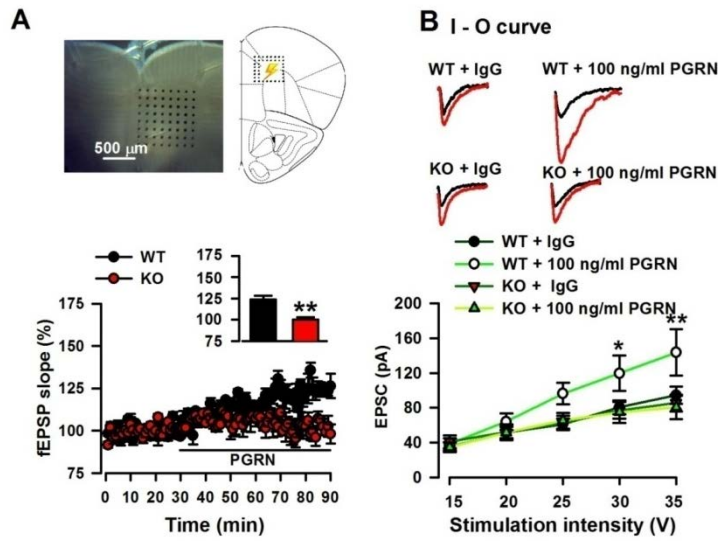 A
500 µm
WT
KO
125
100
75
**
175
150
125
100
75
fEPSP slope (%)
PGRN
0 10 20 30 40 50 60 70 80 90
Time (min)
B I - O curve
WT + IgG WT + 100 ng/ml PGRN
KO + IgG KO + 100 ng/ml PGRN
WT + IgG
WT + 100 ng/ml PGRN
KO + IgG
KO + 100 ng/ml PGRN
200
160
120
80
40
0
EPSC (pA)
* **
15 20 25 30 35
Stimulation intensity (V)